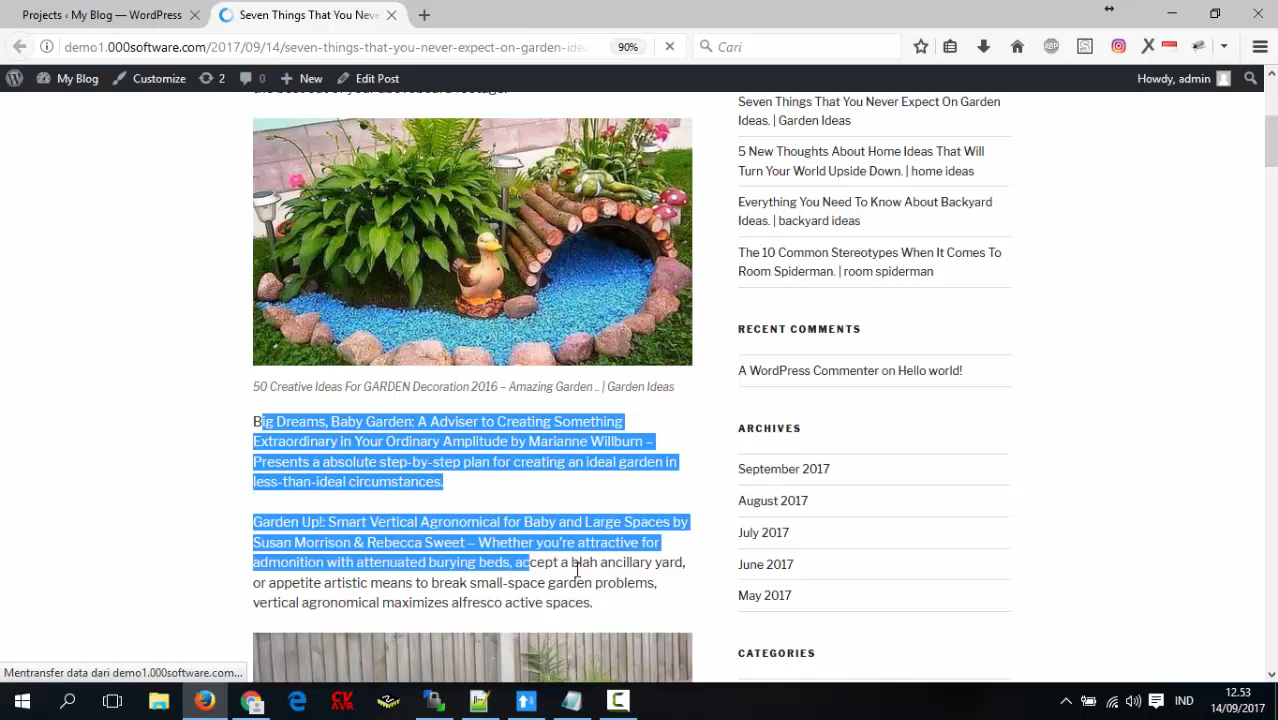 Projects ‹ My Blog — WordPress
Seven Things That You Neve
demo1.000software.com/2017/09/14/seven-things-that-you-never-expect-on-garden-ide
90%
Cari
My Blog
Customize
2
0
New
Edit Post
Howdy, admin
50 Creative Ideas For GARDEN Decoration 2016 – Amazing Garden .. | Garden Ideas
Big Dreams, Baby Garden: A Adviser to Creating Something
Extraordinary in Your Ordinary Amplitude by Marianne Willburn –
Presents a absolute step-by-step plan for creating an ideal garden in
less-than-ideal circumstances.
Garden Up!: Smart Vertical Agronomical for Baby and Large Spaces by
Susan Morrison & Rebecca Sweet – Whether you're attractive for
admonition with attenuated burying beds, accept a blah ancillary yard,
or appetite artistic means to break small-space garden problems,
vertical agronomical maximizes alfresco active spaces.
Seven Things That You Never Expect On Garden
Ideas. | Garden Ideas
5 New Thoughts About Home Ideas That Will
Turn Your World Upside Down. | home ideas
Everything You Need To Know About Backyard
Ideas. | backyard ideas
The 10 Common Stereotypes When It Comes To
Room Spiderman. | room spiderman
RECENT COMMENTS
A WordPress Commenter on Hello world!
ARCHIVES
September 2017
August 2017
July 2017
June 2017
May 2017
CATEGORIES
Mentransfer data dari demo1.000software.com...
CV
AVR
IND
12.53
14/09/2017